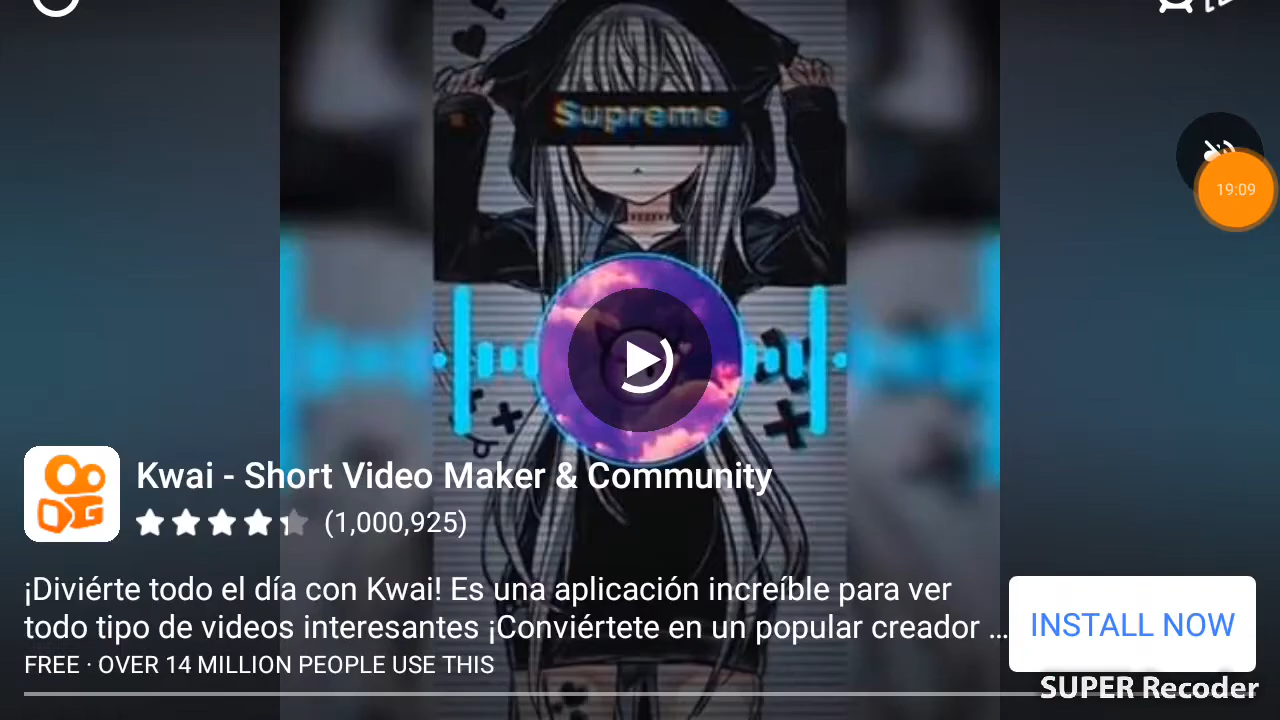 Supreme
19:09
Kwai - Short Video Maker & Community
(1,000,925)
¡Diviérte todo el día con Kwai! Es una aplicación increíble para ver
todo tipo de videos interesantes ¡Conviértete en un popular creador ...
FREE · OVER 14 MILLION PEOPLE USE THIS
INSTALL NOW
SUPER Recoder